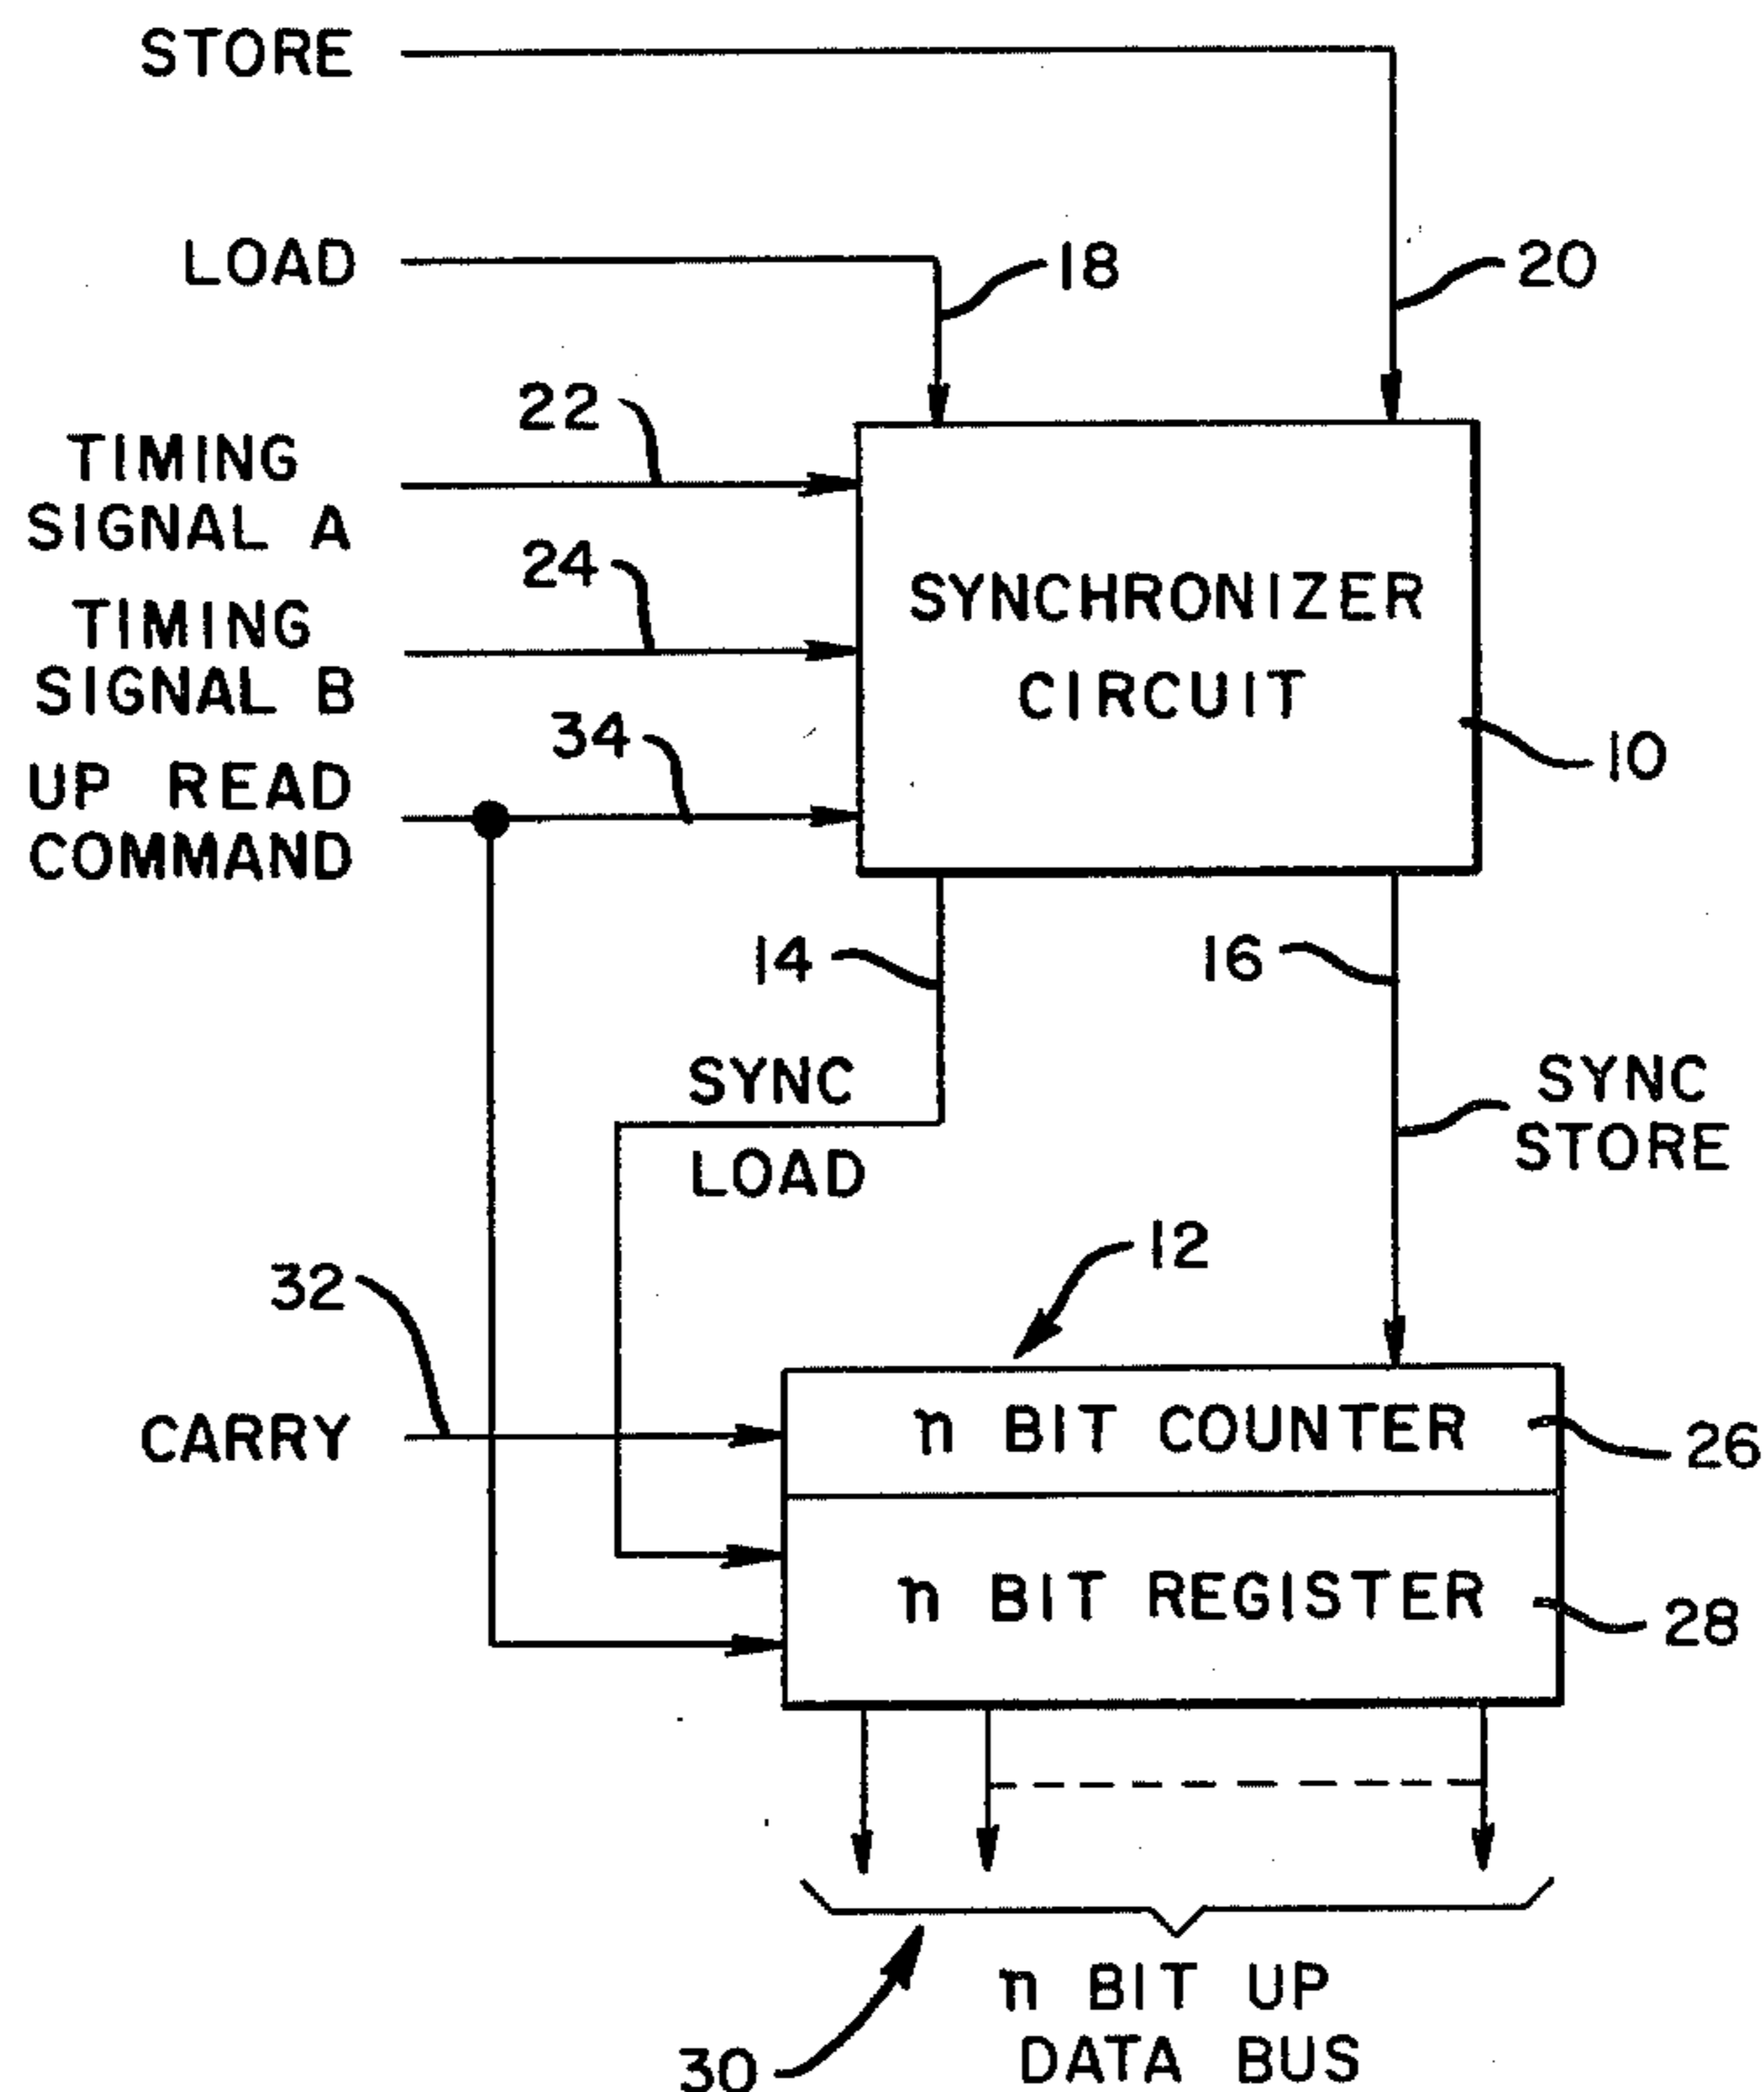 STORE
LOAD
18
20
22
TIMING
SIGNAL A
24
TIMING
SIGNAL B
SYNCHRONIZER
CIRCUIT
34
10
UP READ
COMMAND
14
16
SYNC
LOAD
SYNC
STORE
12
32
CARRY
n BIT COUNTER
26
n BIT REGISTER
28
n BIT UP
DATA BUS
30